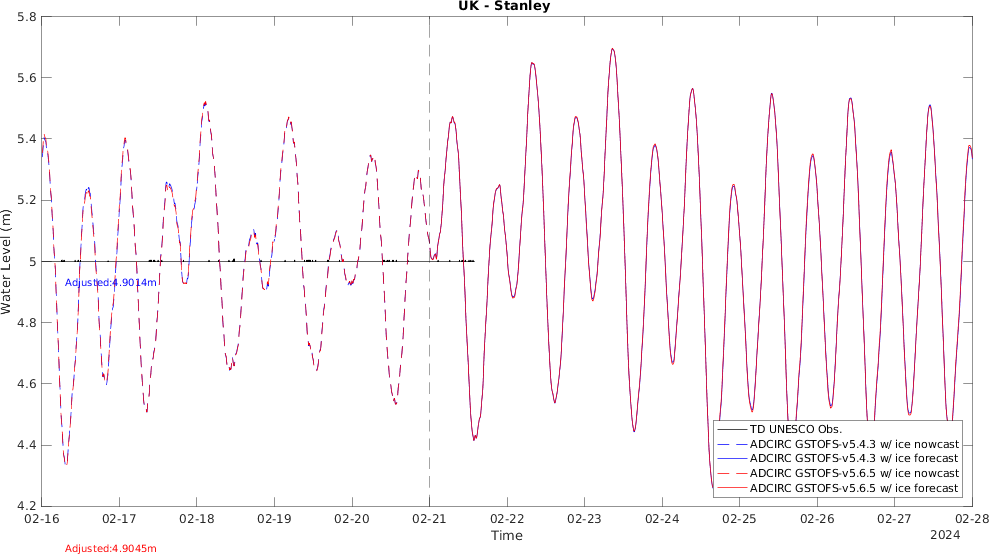 UK - Stanley
5.8
5.6
5.4
5.2
5
4.8
4.6
4.4
4.2
Water Level (m)
Adjusted:4.9014m
TD UNESCO Obs.
ADCIRC GSTOFS-v5.4.3 w/ ice nowcast
ADCIRC GSTOFS-v5.4.3 w/ ice forecast
ADCIRC GSTOFS-v5.6.5 w/ ice nowcast
ADCIRC GSTOFS-v5.6.5 w/ ice forecast
02-16 02-17 02-18 02-19 02-20 02-21 02-22 02-23 02-24 02-25 02-26 02-27 02-28
Time
2024
Adjusted:4.9045m